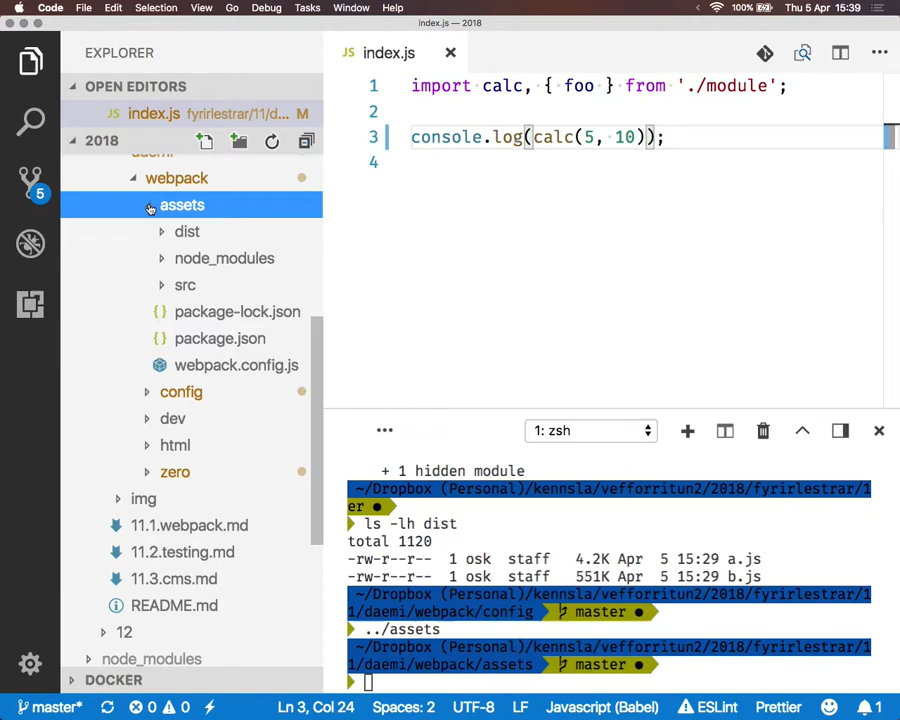 Code File Edit Selection View Go Debug Tasks Window Help 100% Thu 5 Apr 15:39
index.js — 2018
EXPLORER
OPEN EDITORS
JS index.js fyrirlestrar/11/d... M
2018
webpack
assets
dist
node_modules
src
{ } package-lock.json
{ } package.json
webpack.config.js
config
dev
html
zero
img
11.1.webpack.md
11.2.testing.md
11.3.cms.md
README.md
12
node_modules
DOCKER
5
JS index.js
1 import calc, { foo } from './module';
2
3 console.log(calc(5, 10));
4
1: zsh
+ 1 hidden module
~/Dropbox (Personal)/kennsla/vefforritun2/2018/fyrirlestrar/1
er ●
ls -lh dist
total 1120
-rw-r--r-- 1 osk staff 4.2K Apr 5 15:29 a.js
-rw-r--r-- 1 osk staff 551K Apr 5 15:29 b.js
~/Dropbox (Personal)/kennsla/vefforritun2/2018/fyrirlestrar/1
1/daemi/webpack/config master ●
../assets
~/Dropbox (Personal)/kennsla/vefforritun2/2018/fyrirlestrar/1
1/daemi/webpack/assets master ●
master* 0 0 Ln 3, Col 24 Spaces: 2 UTF-8 LF Javascript (Babel) ESLint Prettier 1